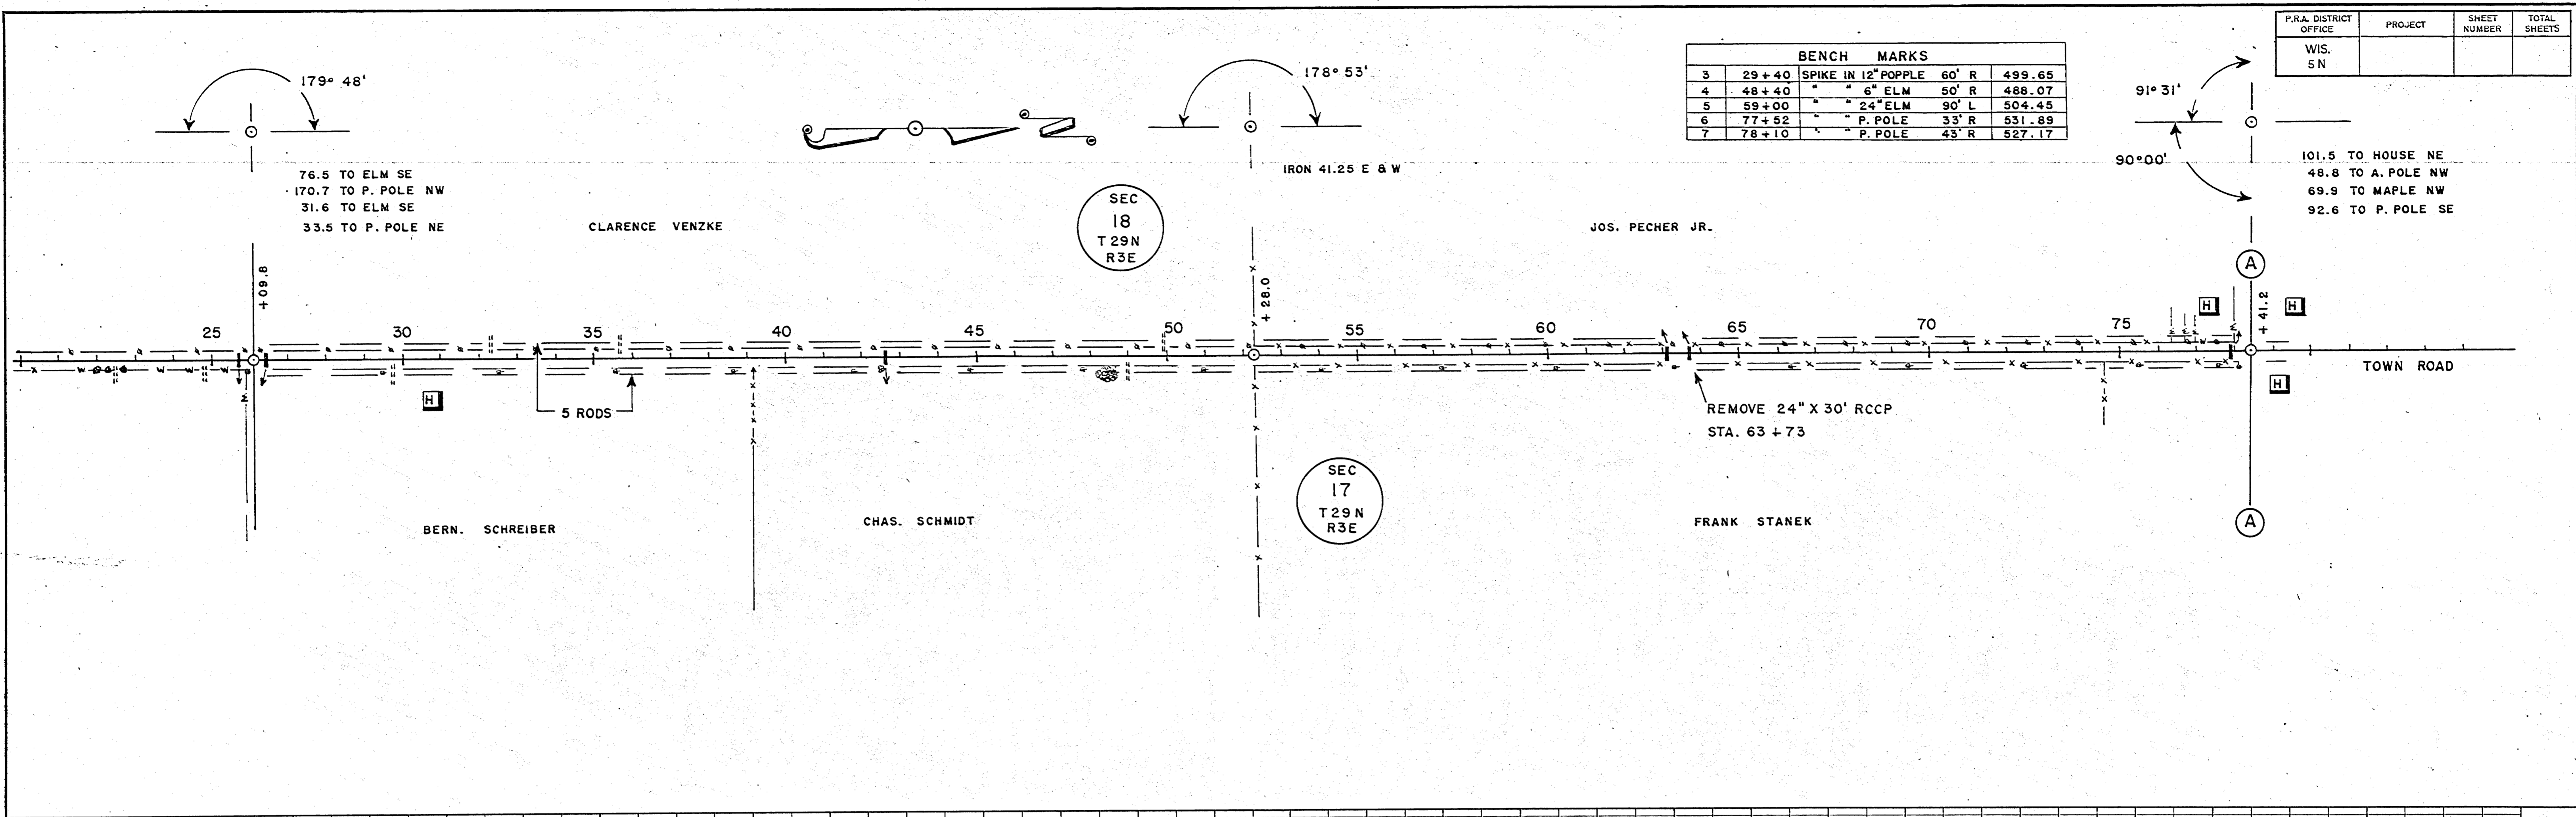 P.R.A. DISTRICT OFFICE PROJECT SHEET NUMBER TOTAL SHEETS
WIS. 5 N
BENCH MARKS
3 29+40 SPIKE IN 12" POPPLE 60' R 499.65
4 48+40 " " 6" ELM 50' R 488.07
5 59+00 " " 24" ELM 90' L 504.45
6 77+52 " " P. POLE 33' R 531.89
7 78+10 " " P. POLE 43' R 527.17
179° 48'
178° 53'
91° 31'
90°00'
76.5 TO ELM SE
170.7 TO P. POLE NW
31.6 TO ELM SE
33.5 TO P. POLE NE
IRON 41.25 E & W
101.5 TO HOUSE NE
48.8 TO A. POLE NW
69.9 TO MAPLE NW
92.6 TO P. POLE SE
CLARENCE VENZKE
SEC
18
T 29N
R3E
JOS. PECHER JR.
+09.8
+28.0
A
+41.2
H
H
25 30 35 40 45 50 55 60 65 70 75
TOWN ROAD
H
H
5 RODS
REMOVE 24" X 30' RCCP
STA. 63+73
SEC
17
T29N
R3E
BERN. SCHREIBER
CHAS. SCHMIDT
FRANK STANEK
A